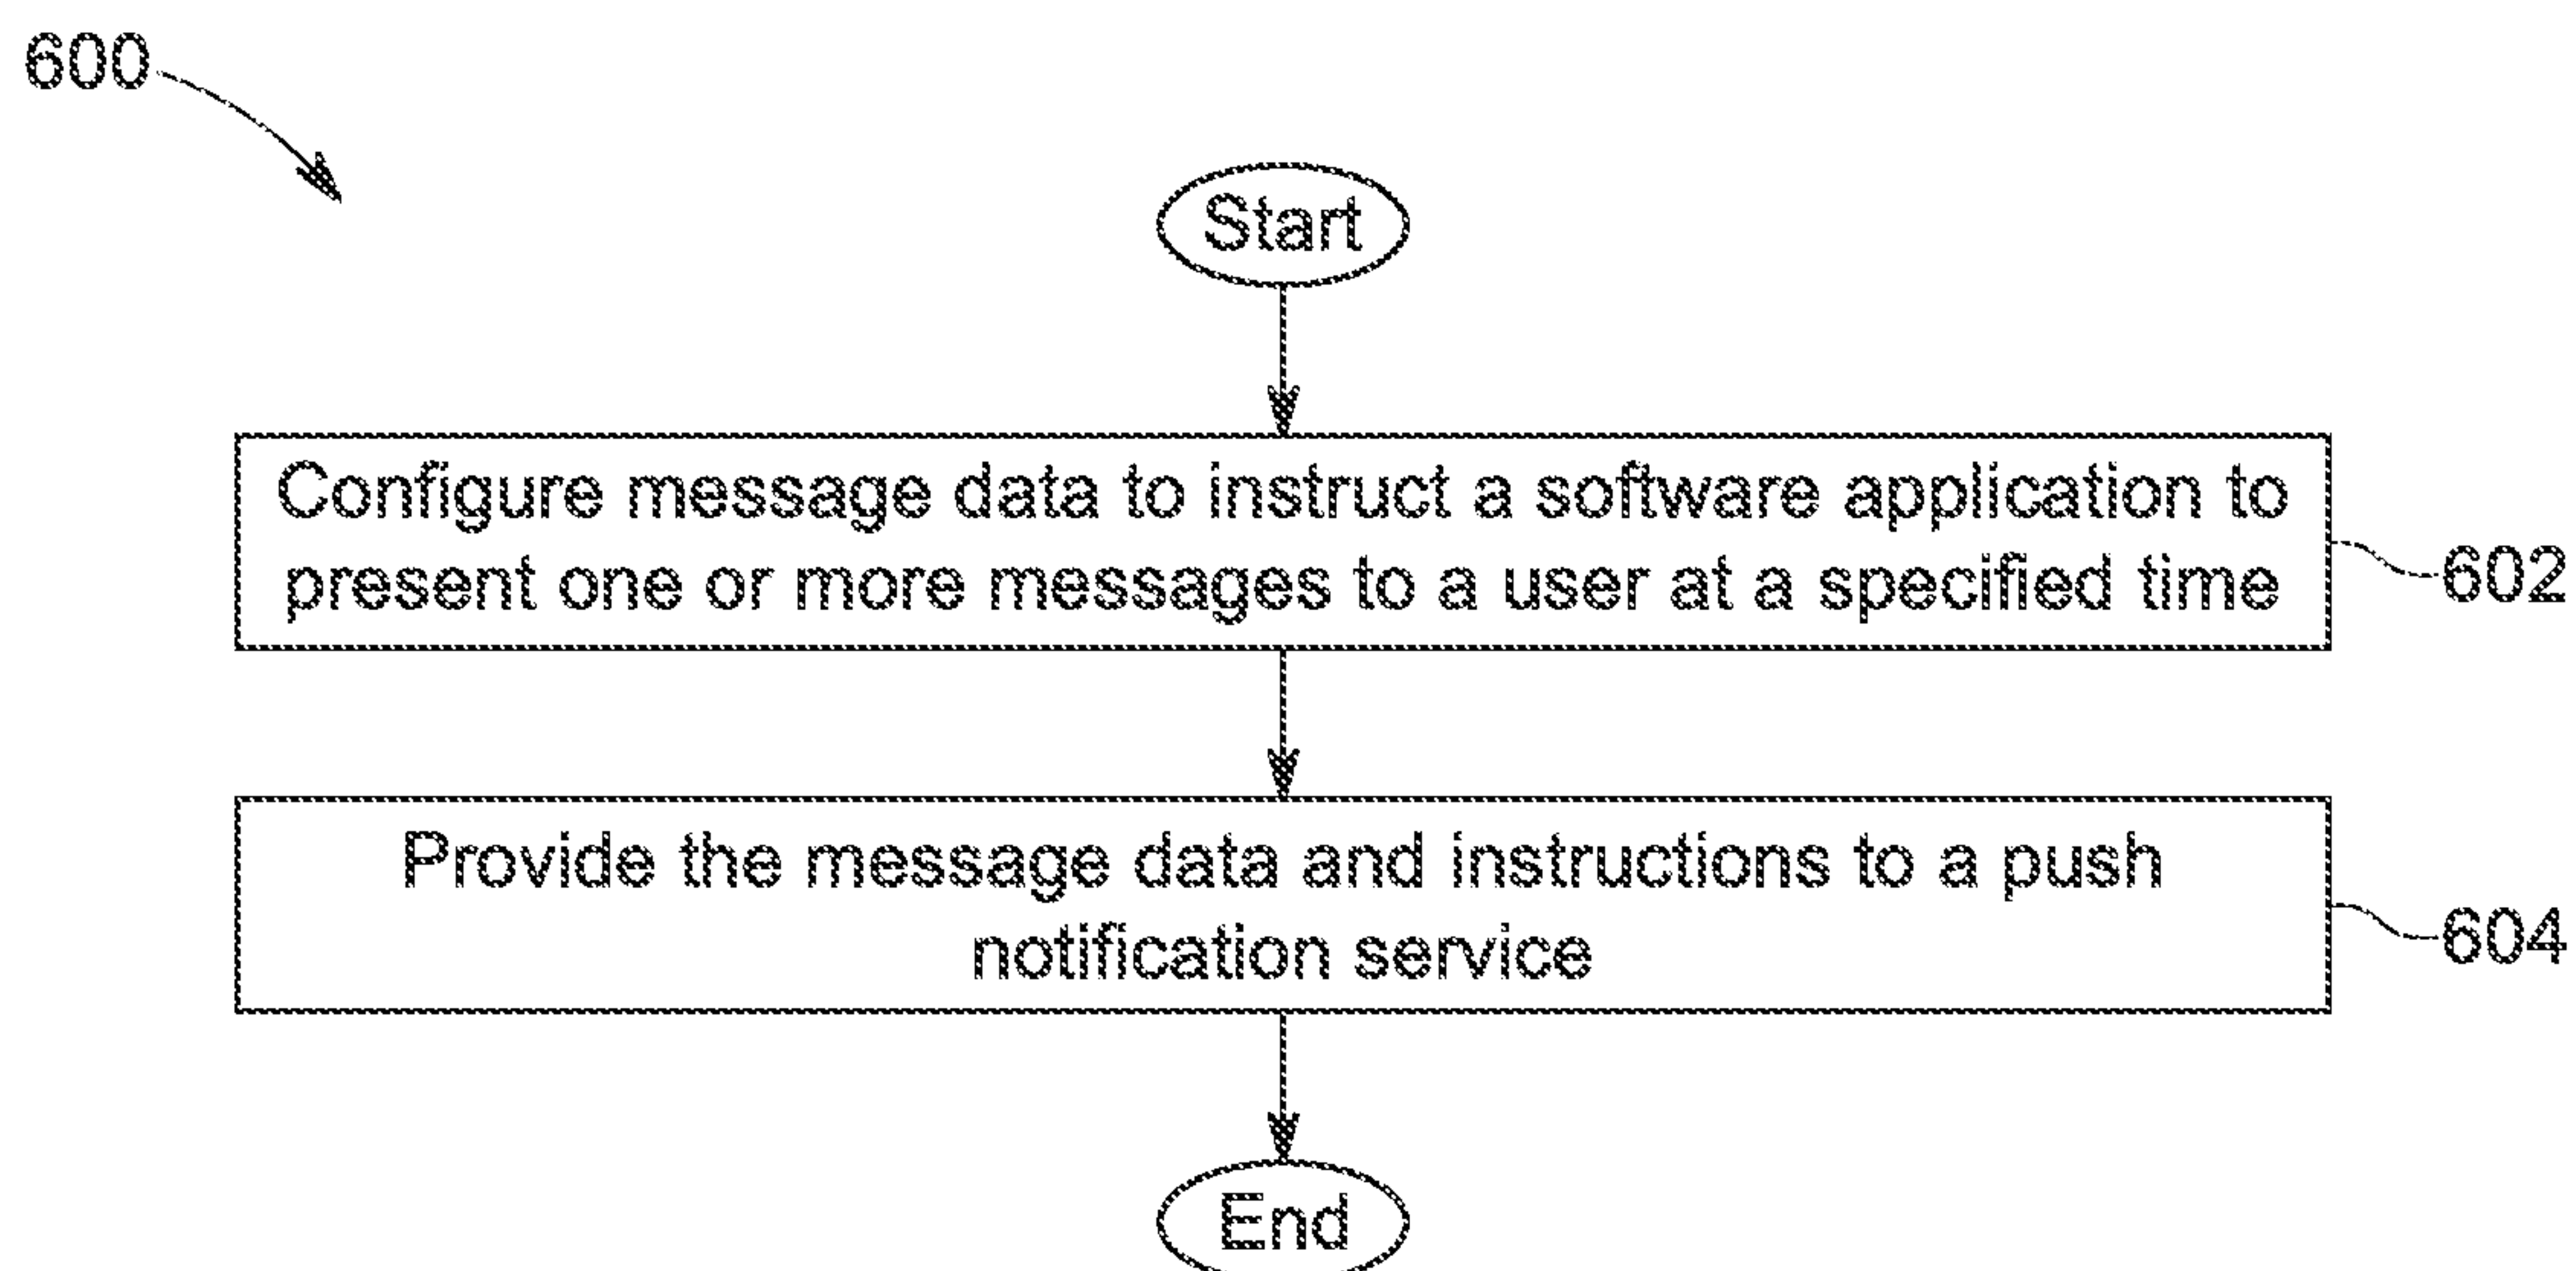 600
Start
Configure message data to instruct a software application to
present one or more messages to a user at a specified time
602
Provide the message data and instructions to a push
notification service
604
End